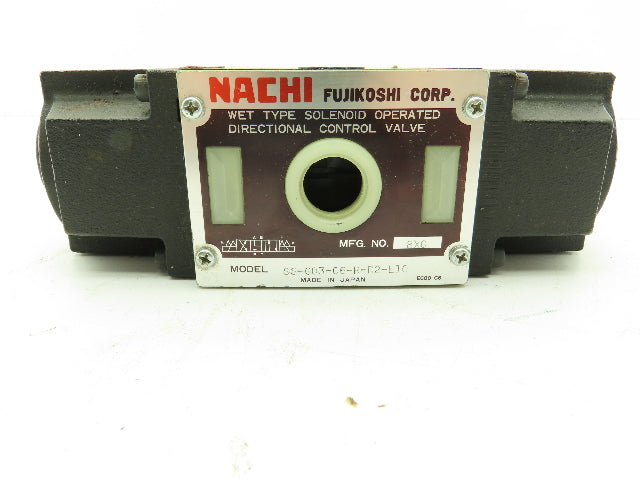 NACHI FUJIKOSHI CORP.
WET TYPE SOLENOID OPERATED
DIRECTIONAL CONTROL VALVE
MFG. NO.
MODEL
MADE IN JAPAN